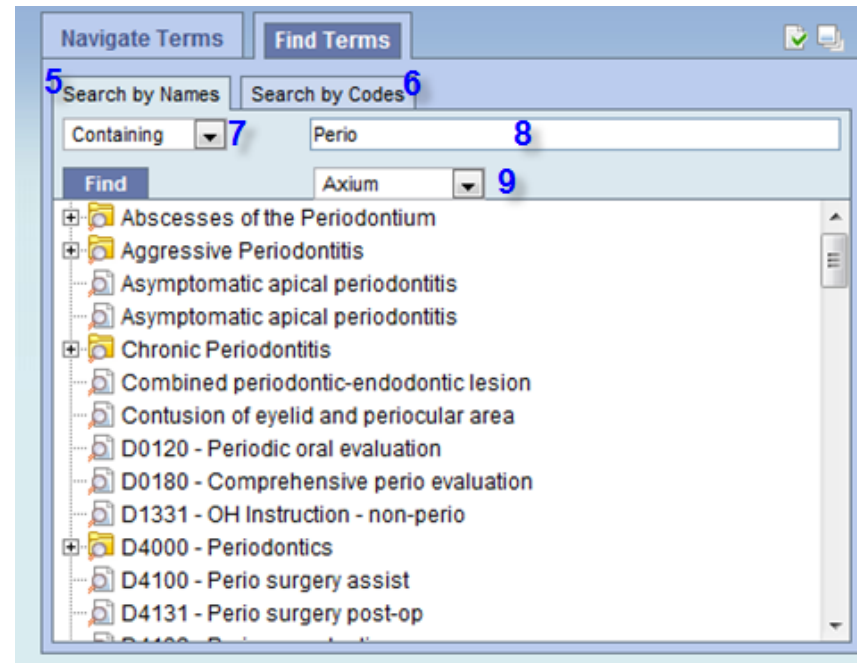 Navigate Terms Find Terms
5 Search by Names Search by Codes 6
Containing 7 Perio 8
Find Axium 9
Abscesses of the Periodontium
Aggressive Periodontitis
Asymptomatic apical periodontitis
Asymptomatic apical periodontitis
Chronic Periodontitis
Combined periodontic-endodontic lesion
Contusion of eyelid and periocular area
D0120 - Periodic oral evaluation
D0180 - Comprehensive perio evaluation
D1331 - OH Instruction - non-perio
D4000 - Periodontics
D4100 - Perio surgery assist
D4131 - Perio surgery post-op